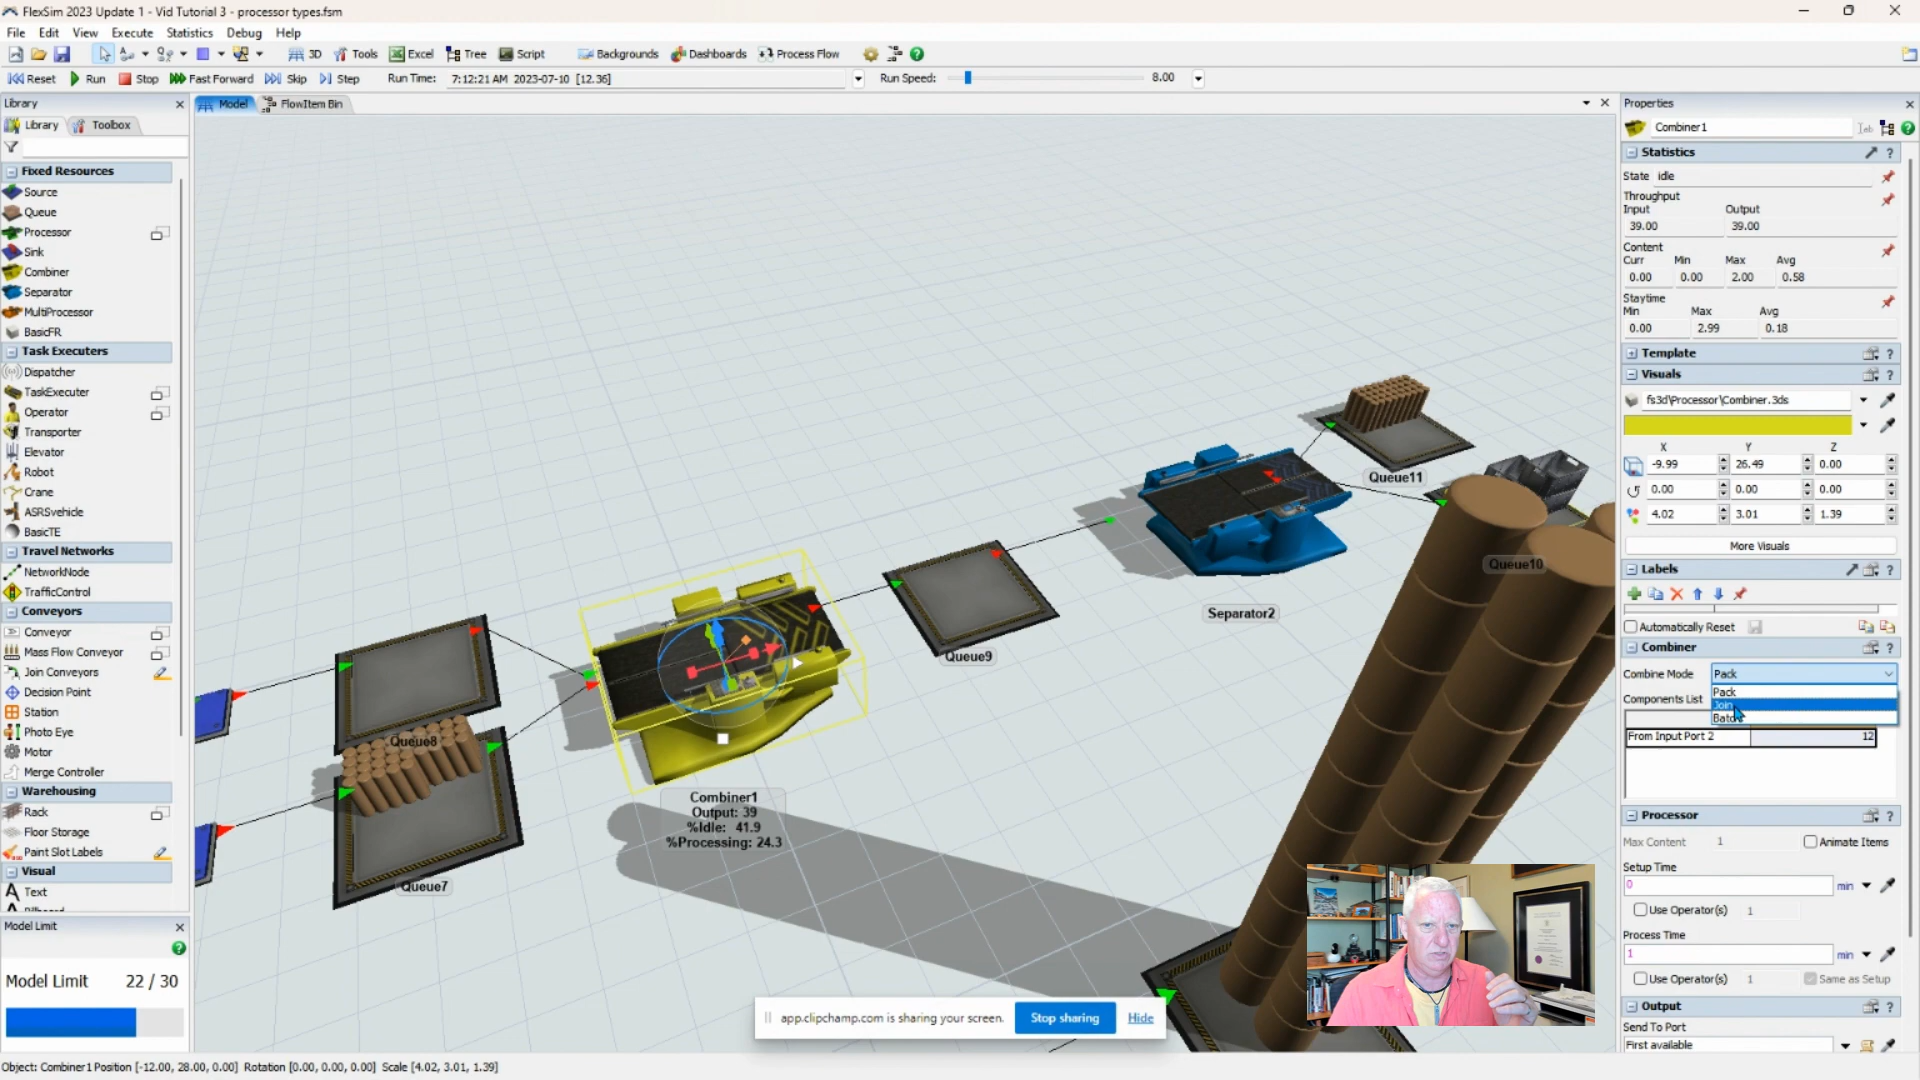 FlexSim 2023 Update 1 - Vid Tutorial 3 - processor types.fsm
File Edit View Execute Statistics Debug Help
3D Tools Excel Tree Script Backgrounds Dashboards Process Flow
Reset Run Stop Fast Forward Skip Step Run Time: 7:12:21 AM 2023-07-10 [12.36] Run Speed: 8.00
Library
Library Toolbox
Fixed Resources
Source
Queue
Processor
Sink
Combiner
Separator
MultiProcessor
BasicFR
Task Executers
Dispatcher
TaskExecuter
Operator
Transporter
Elevator
Robot
Crane
ASRSvehicle
BasicTE
Travel Networks
NetworkNode
TrafficControl
Conveyors
Conveyor
Mass Flow Conveyor
Join Conveyors
Decision Point
Station
Photo Eye
Motor
Merge Controller
Warehousing
Rack
Floor Storage
Paint Slot Labels
Visual
Text
Model Limit
Model Limit 22 / 30
Model FlowItem Bin
Queue11
Queue10
Separator2
Queue9
Queue8
Queue7
Combiner1
Output: 39
%Idle: 41.9
%Processing: 24.3
app.clipchamp.com is sharing your screen. Stop sharing Hide
Properties
Combiner1
Statistics
State idle
Throughput
Input Output
39.00 39.00
Content
Curr Min Max Avg
0.00 0.00 2.00 0.58
Staytime
Min Max Avg
0.00 2.99 0.18
Template
Visuals
fs3d\Processor\Combiner.3ds
X Y Z
-9.99 26.49 0.00
0.00 0.00 0.00
4.02 3.01 1.39
More Visuals
Labels
Automatically Reset
Combiner
Combine Mode Pack
Pack
Join
Components List
From Input Port 2 12
Processor
Max Content 1 Animate Items
Setup Time
0 min
Use Operator(s) 1
Process Time
1 min
Use Operator(s) 1 Same as Setup
Output
Send To Port
First available
Object: Combiner1 Position [-12.00, 28.00, 0.00] Rotation [0.00, 0.00, 0.00] Scale [4.02, 3.01, 1.39]